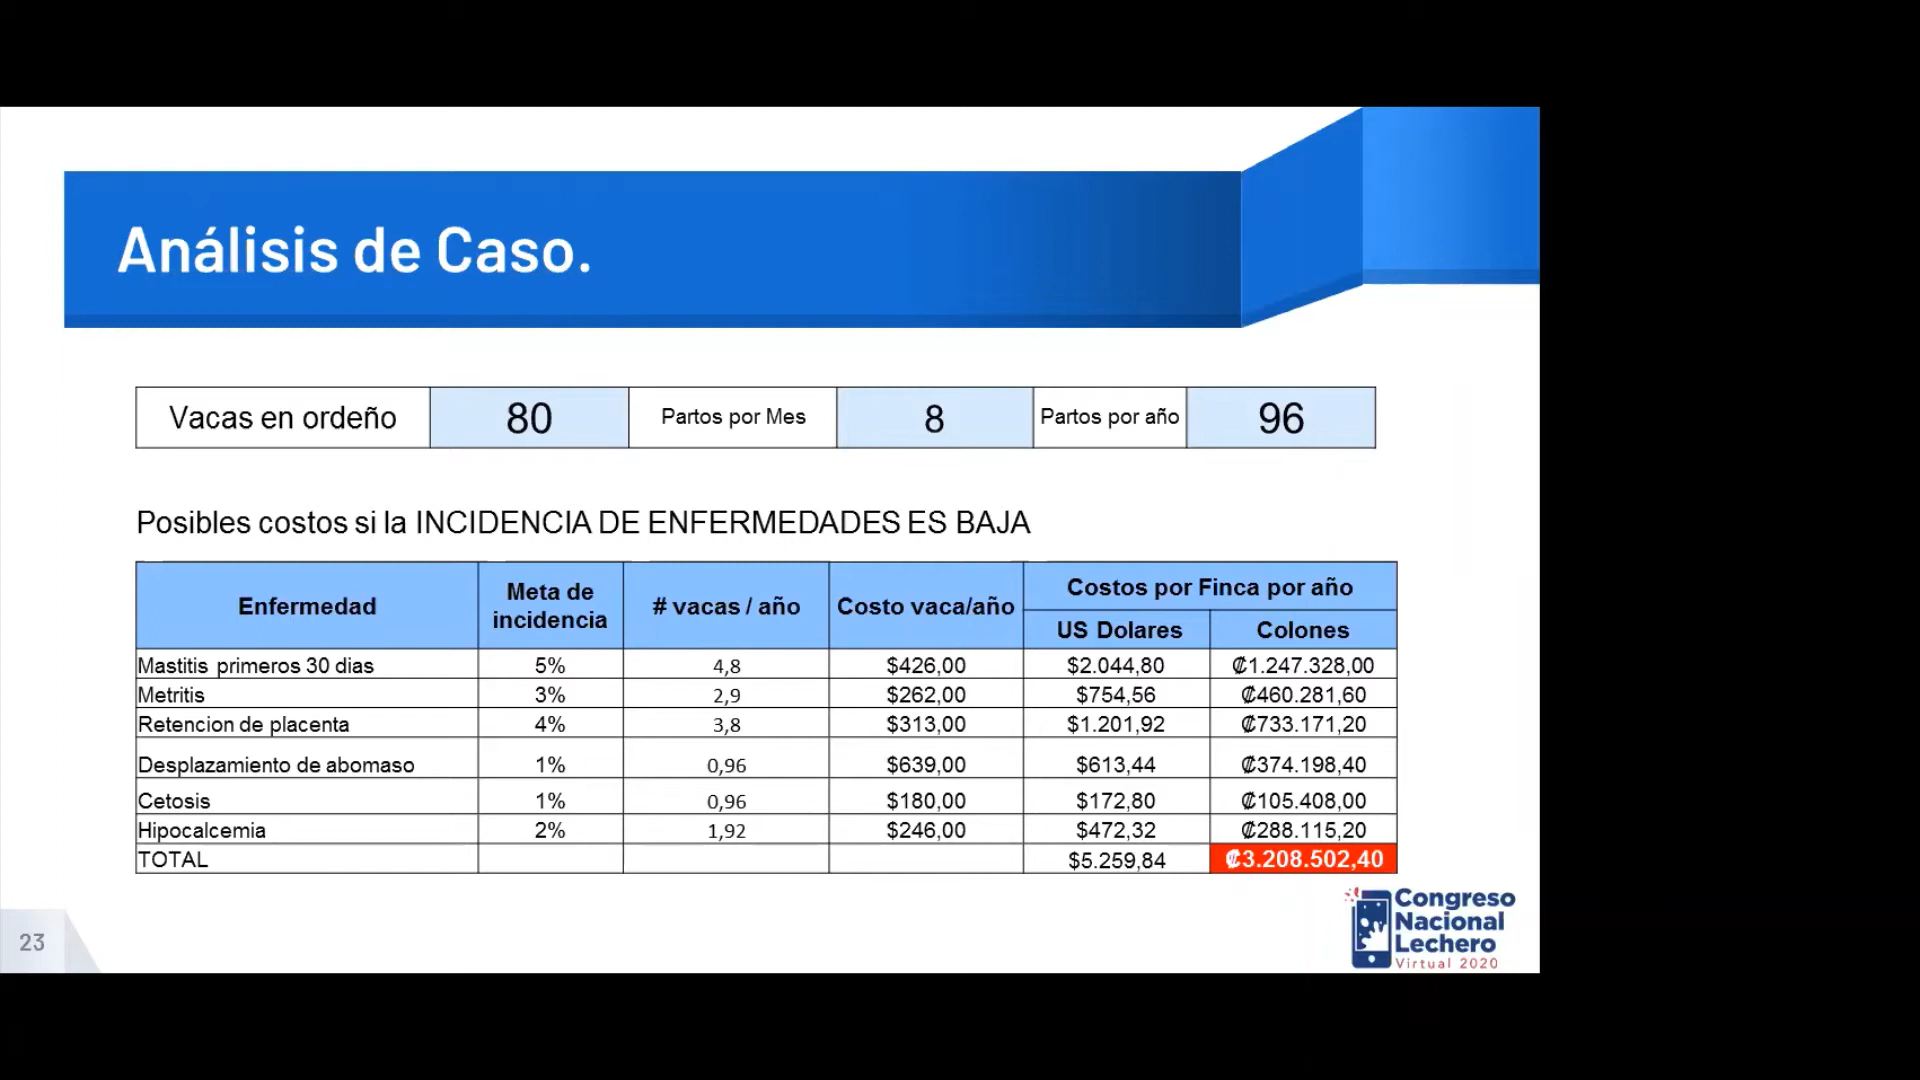 Análisis de Caso.
Vacas en ordeño 80 Partos por Mes 8 Partos por año 96
Posibles costos si la INCIDENCIA DE ENFERMEDADES ES BAJA
Enfermedad Meta de incidencia # vacas / año Costo vaca/año Costos por Finca por año
US Dolares Colones
Mastitis primeros 30 dias 5% 4,8 $426,00 $2.044,80 ₡1.247.328,00
Metritis 3% 2,9 $262,00 $754,56 ₡460.281,60
Retencion de placenta 4% 3,8 $313,00 $1.201,92 ₡733.171,20
Desplazamiento de abomaso 1% 0,96 $639,00 $613,44 ₡374.198,40
Cetosis 1% 0,96 $180,00 $172,80 ₡105.408,00
Hipocalcemia 2% 1,92 $246,00 $472,32 ₡288.115,20
TOTAL $5.259,84 ₡3.208.502,40
Congreso
Nacional
Lechero
Virtual 2020
23